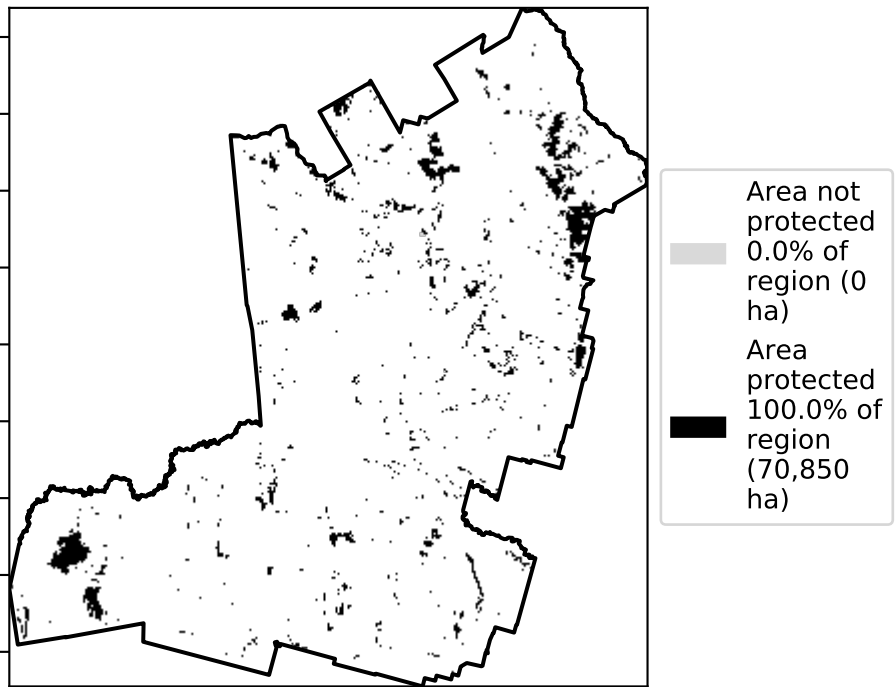 Area not
protected
0.0% of
region (0
ha)
Area
protected
100.0% of
region
(70,850
ha)